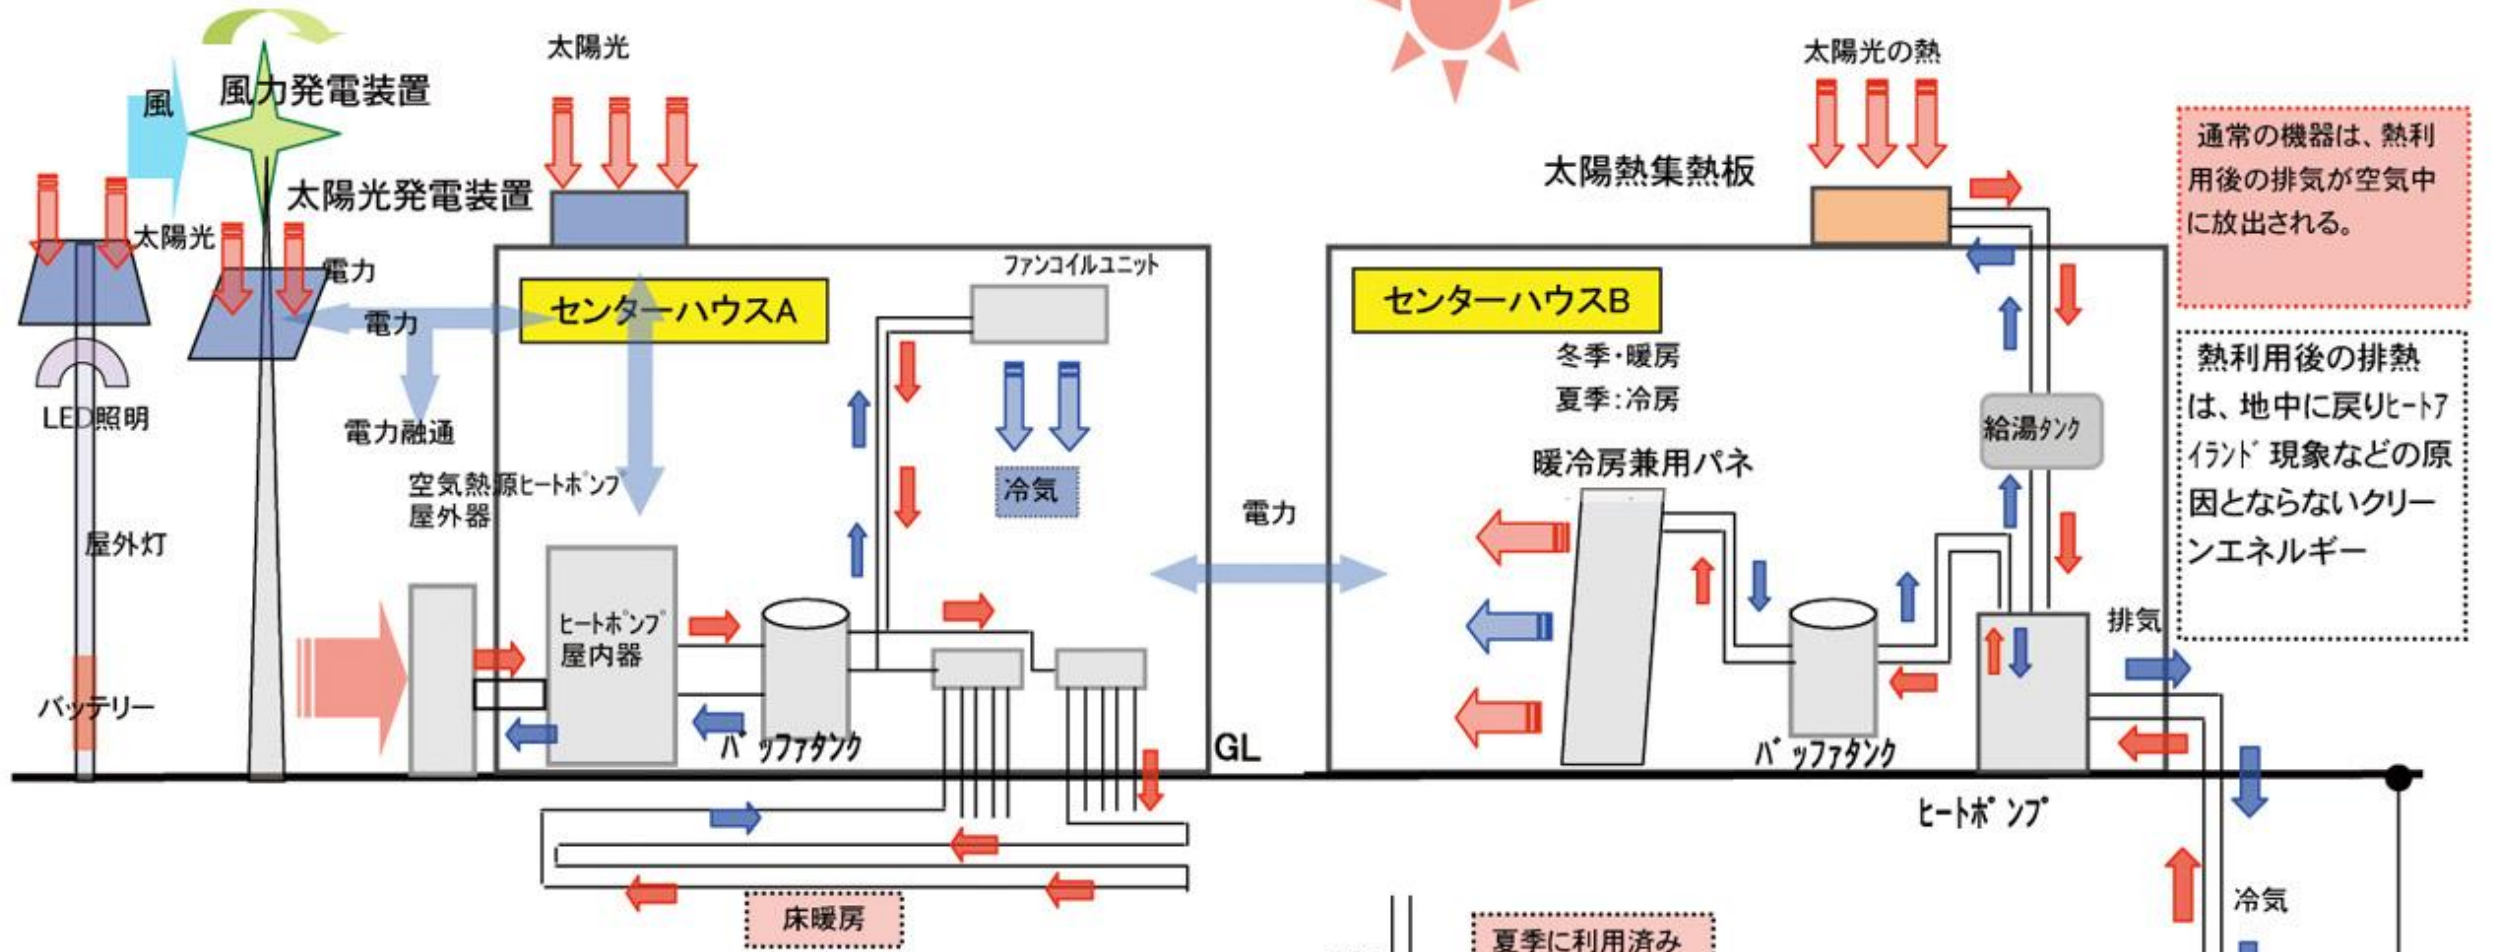 太陽光
太陽光の熱
風
風力発電装置
太陽光発電装置
太陽光
電力
電力
電力融通
LED照明
屋外灯
バッテリー
センターハウスA
ファンコイルユニット
冷気
空気熱源ヒートポンプ
屋外器
ヒートポンプ
屋内器
バッファタンク
床暖房
GL
電力
太陽熱集熱板
センターハウスB
冬季・暖房
夏季:冷房
暖冷房兼用パネ
給湯タンク
バッファタンク
ヒートポンプ
排気
冷気
通常の機器は、熱利
用後の排気が空気中
に放出される。
熱利用後の排熱
は、地中に戻りヒートア
イランド現象などの原
因とならないクリー
ンエネルギー
夏季に利用済み